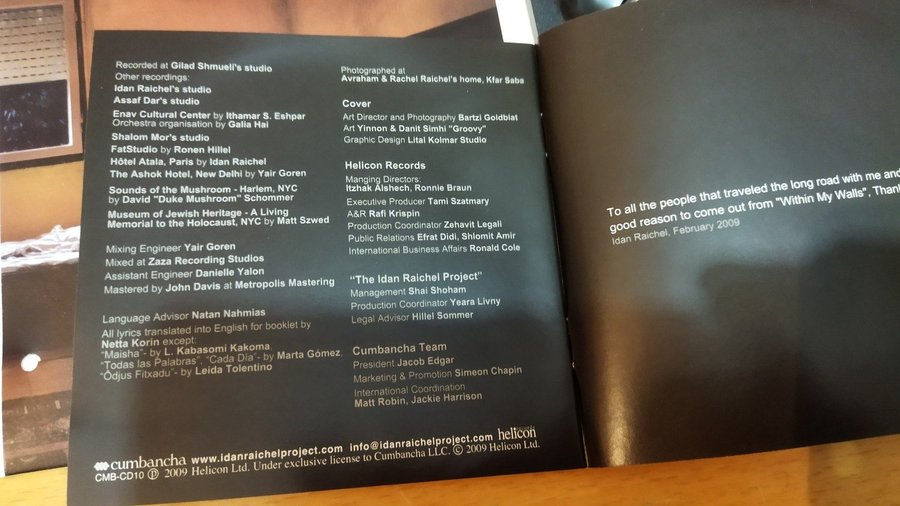 Recorded at Gilad Shmueli's studio
Other recordings:
Idan Raichel's studio
Assaf Dar's studio
Enav Cultural Center by Ithamar S. Eshpar
Orchestra organisation by Galia Hai
Shalom Mor's studio
FatStudio by Ronen Hillel
Hôtel Atala, Paris by Idan Raichel
The Ashok Hotel, New Delhi by Yair Goren
Sounds of the Mushroom - Harlem, NYC
by David "Duke Mushroom" Schommer
Museum of Jewish Heritage - A Living
Memorial to the Holocaust, NYC by Matt Szwed
Mixing Engineer Yair Goren
Mixed at Zaza Recording Studios
Assistant Engineer Danielle Yalon
Mastered by John Davis at Metropolis Mastering
Language Advisor Natan Nahmias
All lyrics translated into English for booklet by
Netta Korin except:
"Maisha"- by L. Kabasomi Kakoma.
"Todas las Palabras", "Cada Día"- by Marta Gómez.
"Ôdjus Fitxadu"- by Leida Tolentino
Photographed at
Avraham & Rachel Raichel's home, Kfar Saba
Cover
Art Director and Photography Bartzi Goldblat
Art Yinnon & Danit Simhi "Groovy"
Graphic Design Lital Kolmar Studio
Helicon Records
Manging Directors:
Itzhak Alshech, Ronnie Braun
Executive Producer Tami Szatmary
A&R Rafi Krispin
Production Coordinator Zehavit Legali
Public Relations Efrat Didi, Shlomit Amir
International Business Affairs Ronald Cole
"The Idan Raichel Project"
Management Shai Shoham
Production Coordinator Yeara Livny
Legal Advisor Hillel Sommer
Cumbancha Team
President Jacob Edgar
Marketing & Promotion Simeon Chapin
International Coordination
Matt Robin, Jackie Harrison
cumbancha www.idanraichelproject.com info@idanraichelproject.com helicon
CMB-CD10 ℗ 2009 Helicon Ltd. Under exclusive license to Cumbancha LLC. © 2009 Helicon Ltd.
To all the people that traveled the long road with me and
good reason to come out from "Within My Walls", Thank
Idan Raichel, February 2009